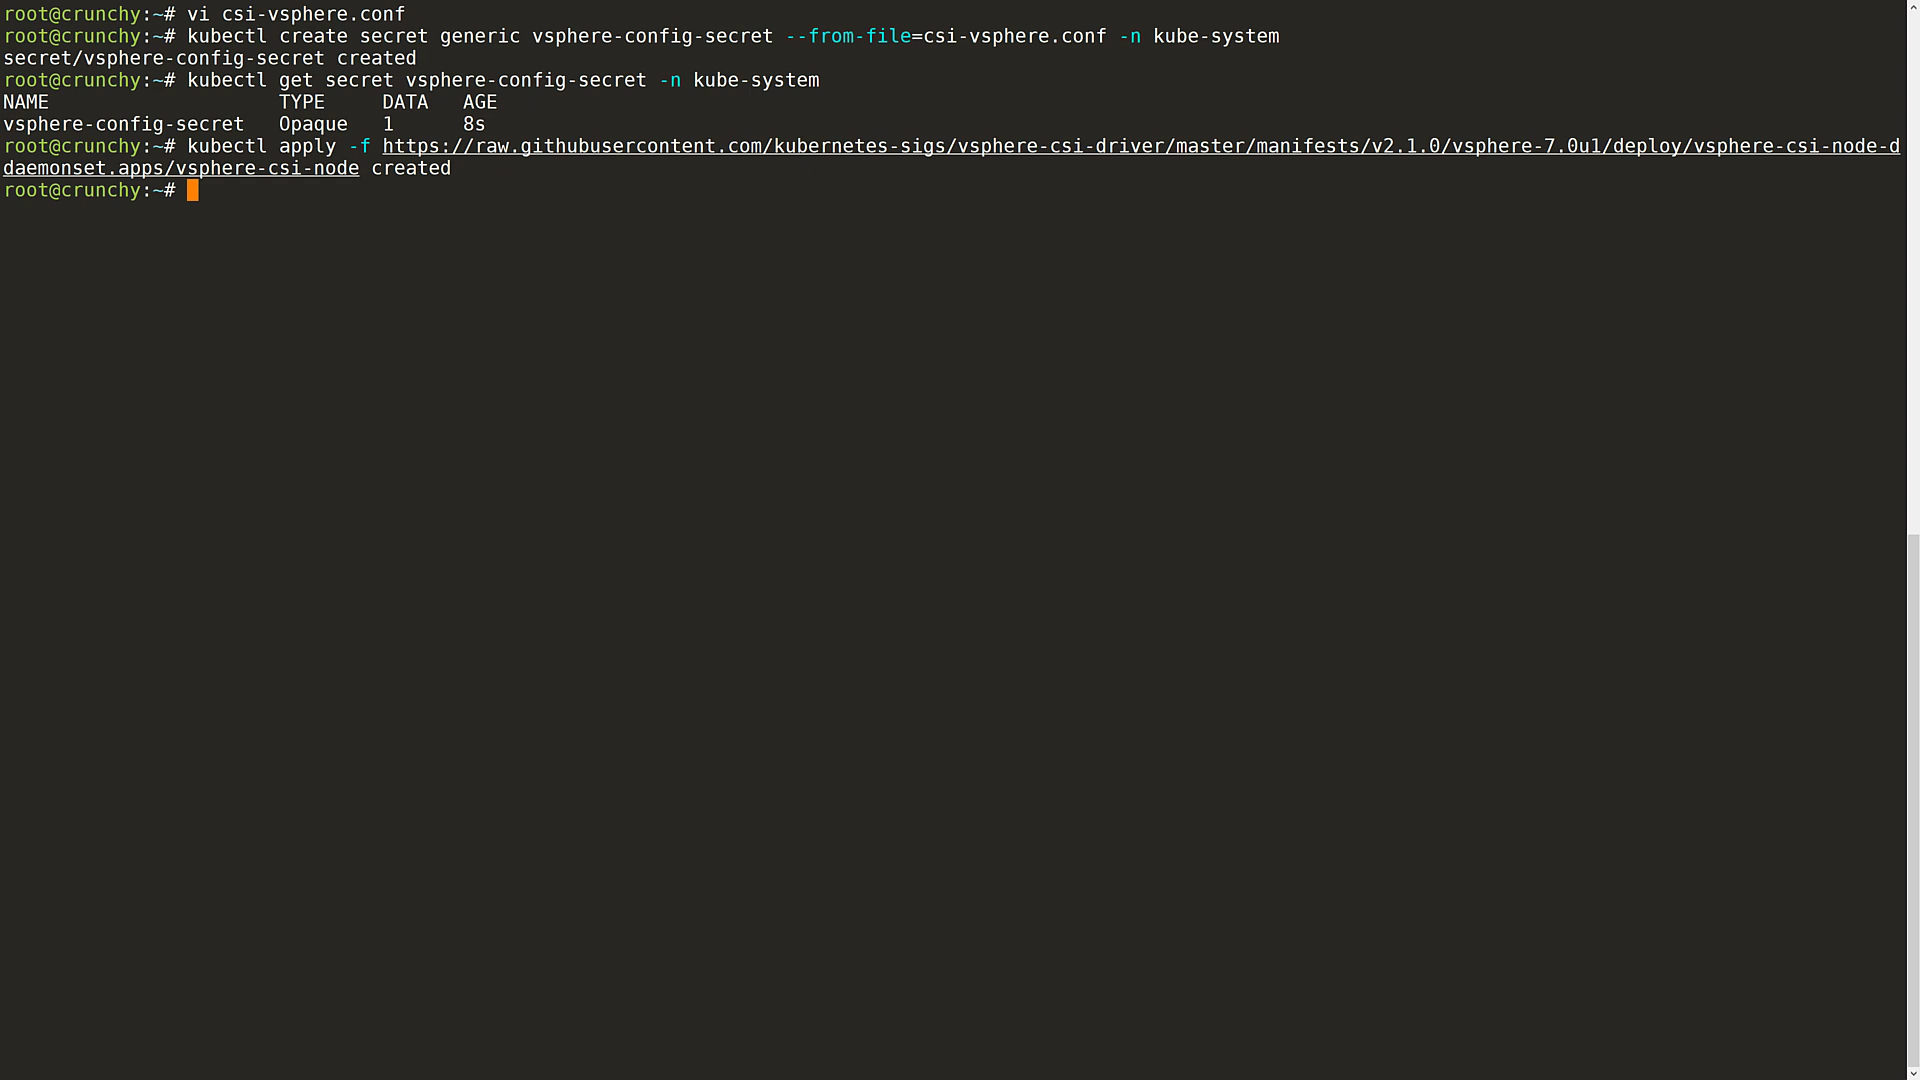 root@crunchy:~# vi csi-vsphere.conf
root@crunchy:~# kubectl create secret generic vsphere-config-secret --from-file=csi-vsphere.conf -n kube-system
secret/vsphere-config-secret created
root@crunchy:~# kubectl get secret vsphere-config-secret -n kube-system
NAME                    TYPE     DATA   AGE
vsphere-config-secret   Opaque   1      8s
root@crunchy:~# kubectl apply -f https://raw.githubusercontent.com/kubernetes-sigs/vsphere-csi-driver/master/manifests/v2.1.0/vsphere-7.0u1/deploy/vsphere-csi-node-d
daemonset.apps/vsphere-csi-node created
root@crunchy:~#